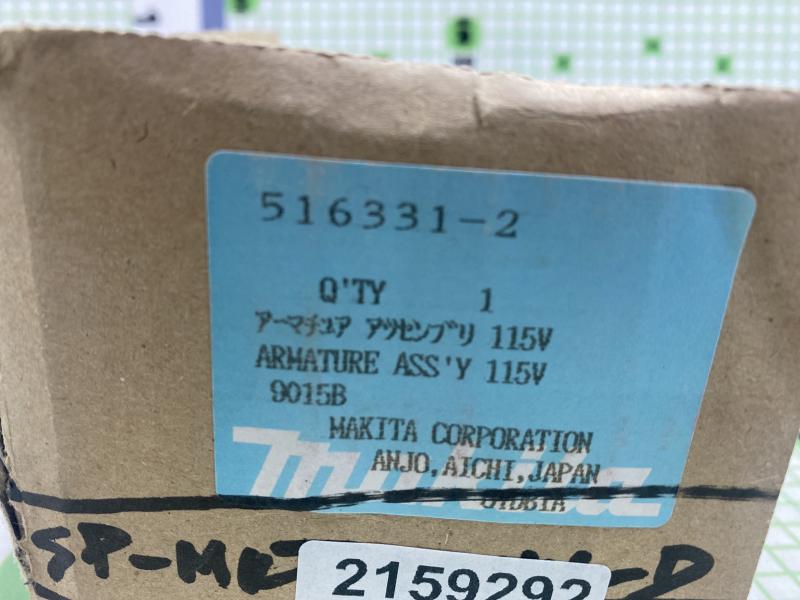 516331-2
Q'TY 1
アーマチュア アッセンブリ 115V
ARMATURE ASS'Y 115V
9015B
MAKITA CORPORATION
ANJO,AICHI,JAPAN
makita
2159292